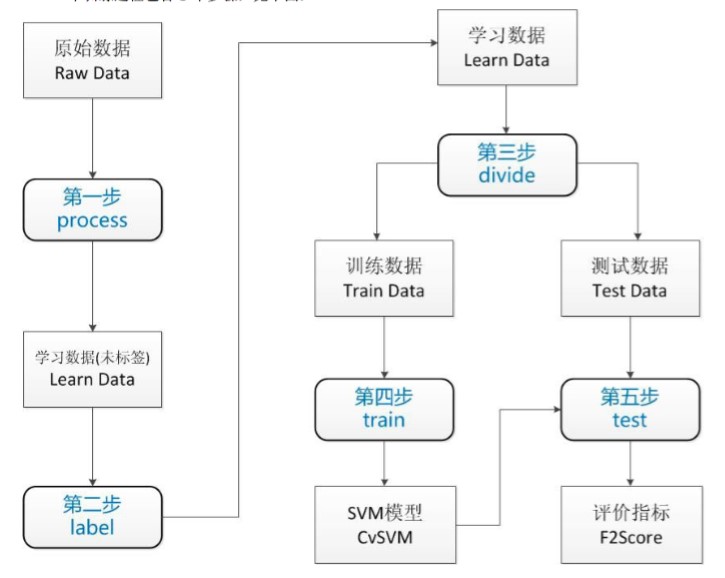 原始数据
Raw Data
第一步
process
学习数据(未标签)
Learn Data
第二步
label
学习数据
Learn Data
第三步
divide
训练数据
Train Data
测试数据
Test Data
第四步
train
第五步
test
SVM模型
CvSVM
评价指标
F2Score